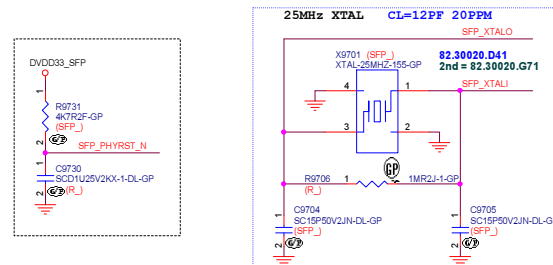 25MHz XTAL CL=12PF 20PPM
SFP_XTALO
DVDD33_SFP
1
R9731
4K7R2F-GP
(SFP_)
2
G/P
SFP_PHYRST_N
1
C9730
SCD1U25V2KX-1-DL-GP
G/P (R_)
2
X9701 (SFP_)
XTAL-25MHZ-155-GP
82.30020.D41
2nd = 82.30020.G71
SFP_XTALI
4
1
3
2
GP
R9706
1
1MR2J-1-GP
(R_)
2
1
C9704
SC15P50V2JN-DL-GP
(SFP_)
2
G/P
1
C9705
SC15P50V2JN-DL-G
(SFP_)
2
G/P